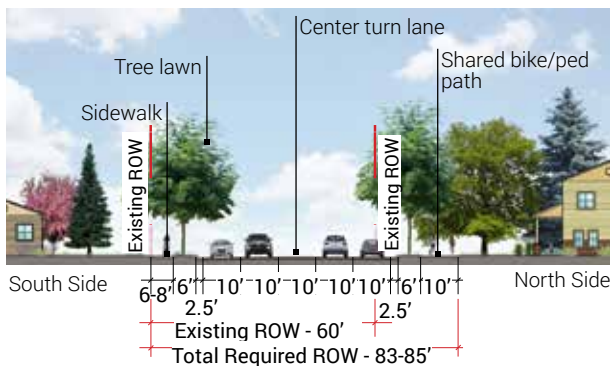 Center turn lane
Tree lawn
Shared bike/ped
path
Sidewalk
Existing ROW
Existing ROW
South Side
North Side
6-8' 6' 10' 10' 10' 10' 10' 6' 10'
2.5' 2.5'
Existing ROW - 60'
Total Required ROW - 83-85'